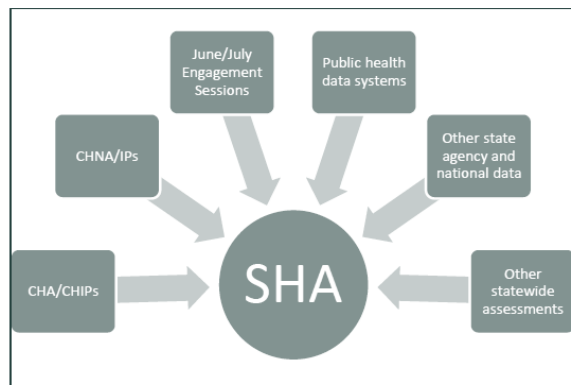 June/July
Engagement
Sessions
Public health
data systems
CHNA/IPs
Other state
agency and
national data
CHA/CHIPs
SHA
Other
statewide
assessments